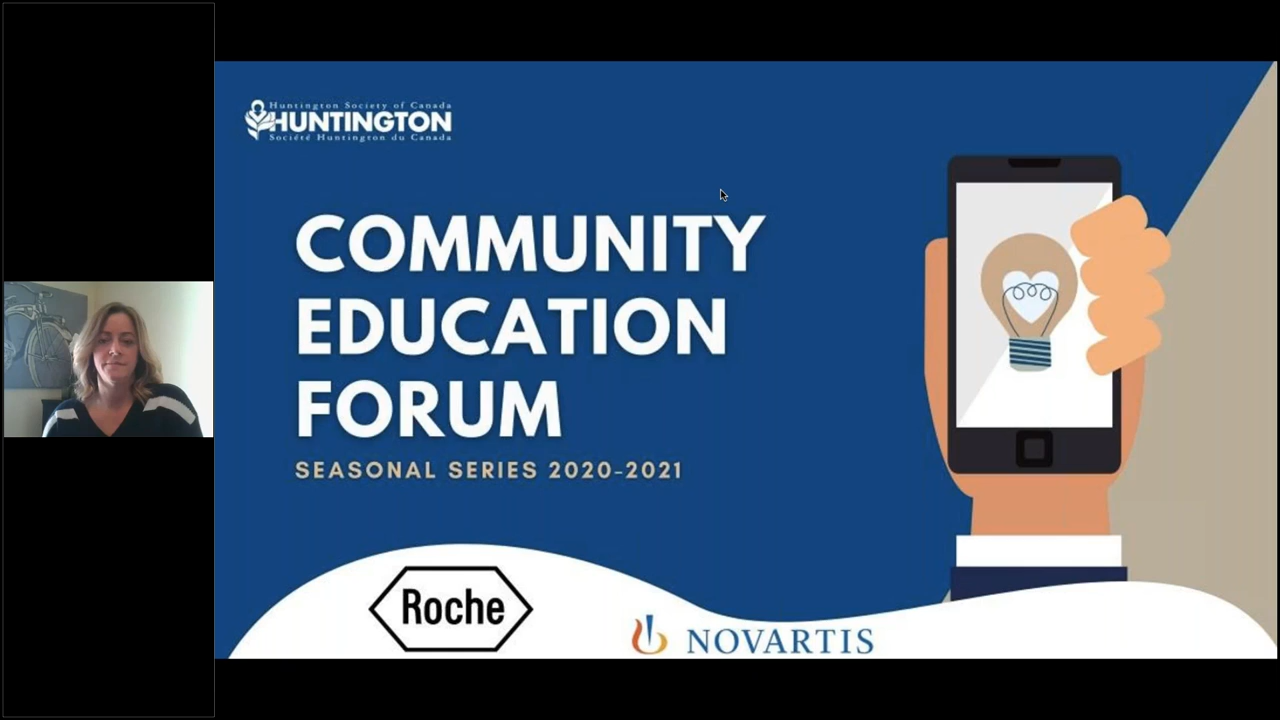 Huntington Society of Canada
HUNTINGTON
Société Huntington du Canada
COMMUNITY
EDUCATION
FORUM
SEASONAL SERIES 2020-2021
Roche
NOVARTIS